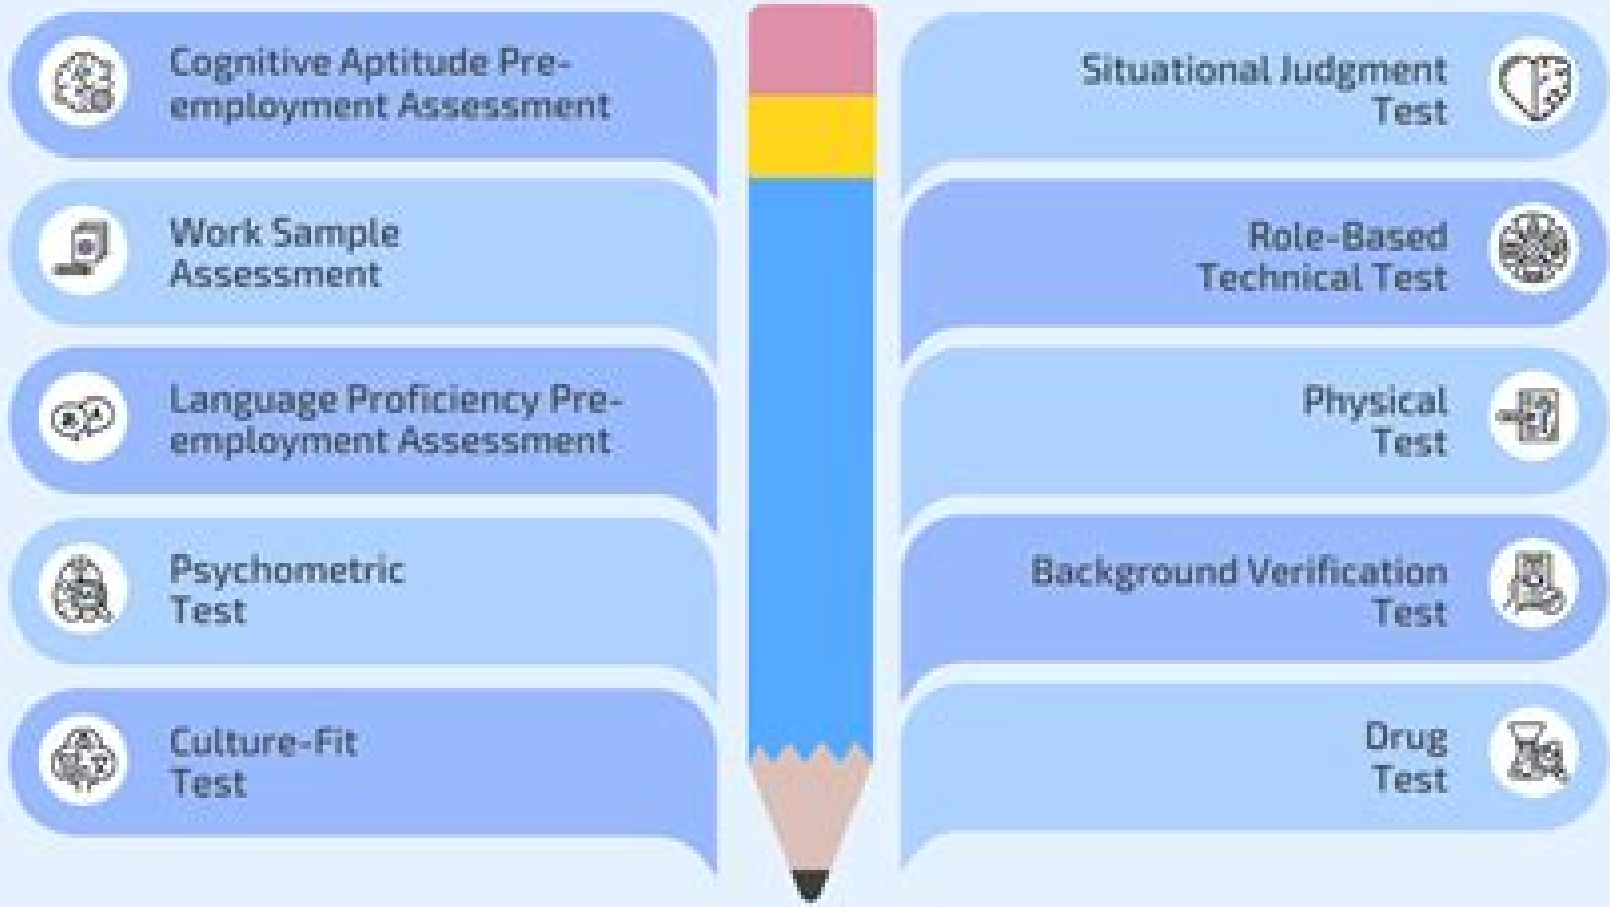 Cognitive Aptitude Pre-
employment Assessment
Work Sample
Assessment
Language Proficiency Pre-
employment Assessment
Psychometric
Test
Culture-Fit
Test
Situational Judgment
Test
Role-Based
Technical Test
Physical
Test
Background Verification
Test
Drug
Test